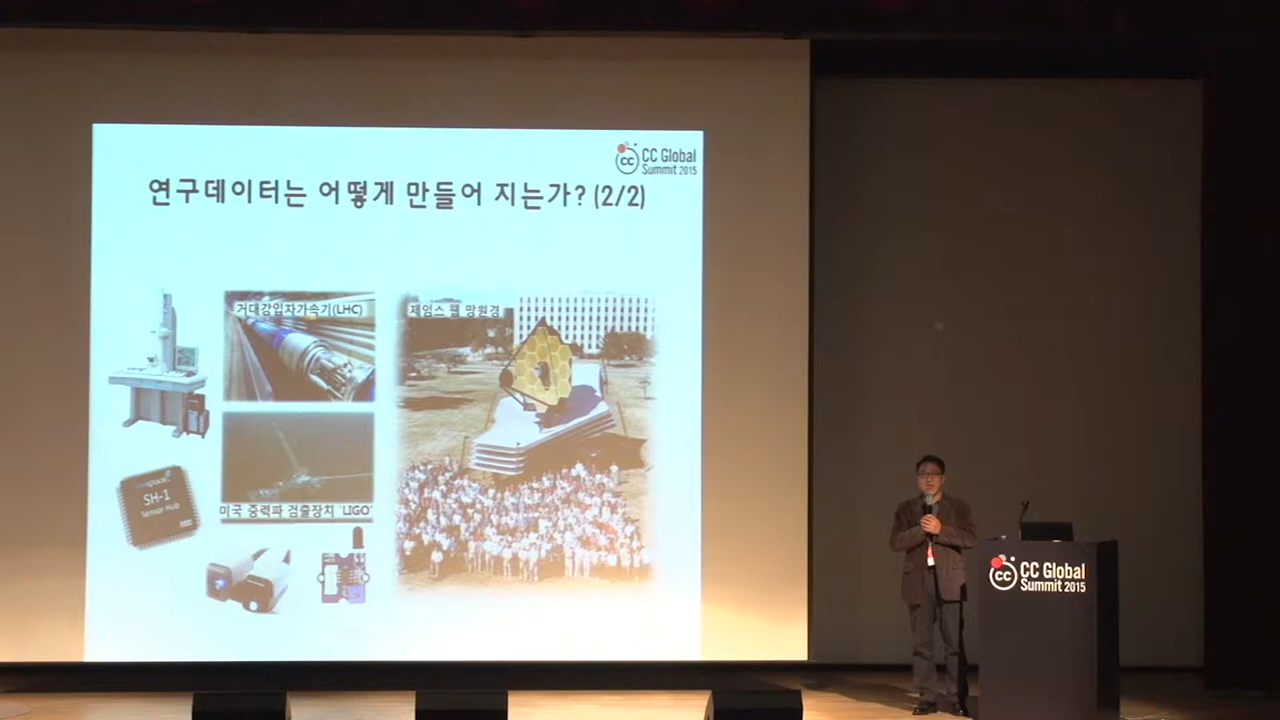 CC Global
Summit 2015
연구데이터는 어떻게 만들어 지는가? (2/2)
거대강입자가속기(LHC)
제임스 웹 망원경
SH-1
Sensor Hub
미국 중력파 검출장치 'LIGO'
CC Global
Summit 2015